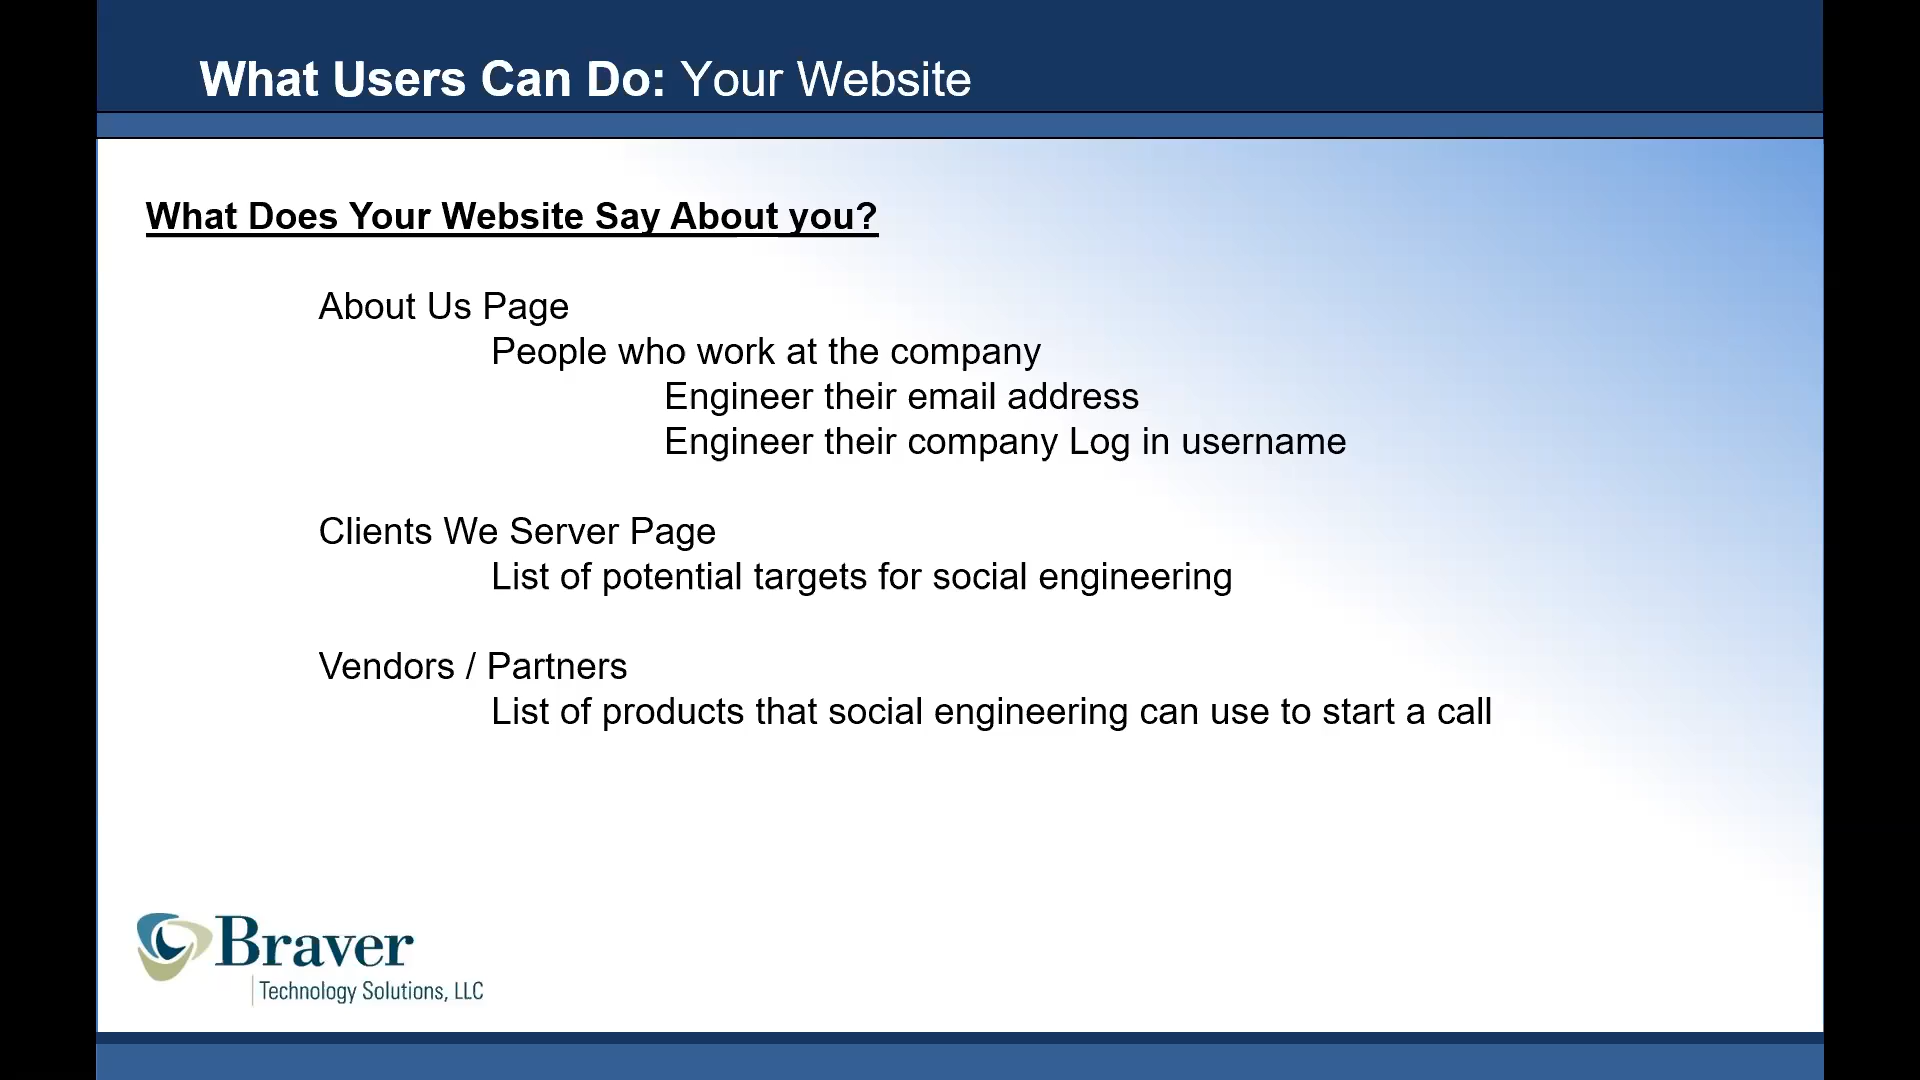 What Users Can Do: Your Website
What Does Your Website Say About you?
About Us Page
People who work at the company
Engineer their email address
Engineer their company Log in username
Clients We Server Page
List of potential targets for social engineering
Vendors / Partners
List of products that social engineering can use to start a call
Braver
Technology Solutions, LLC